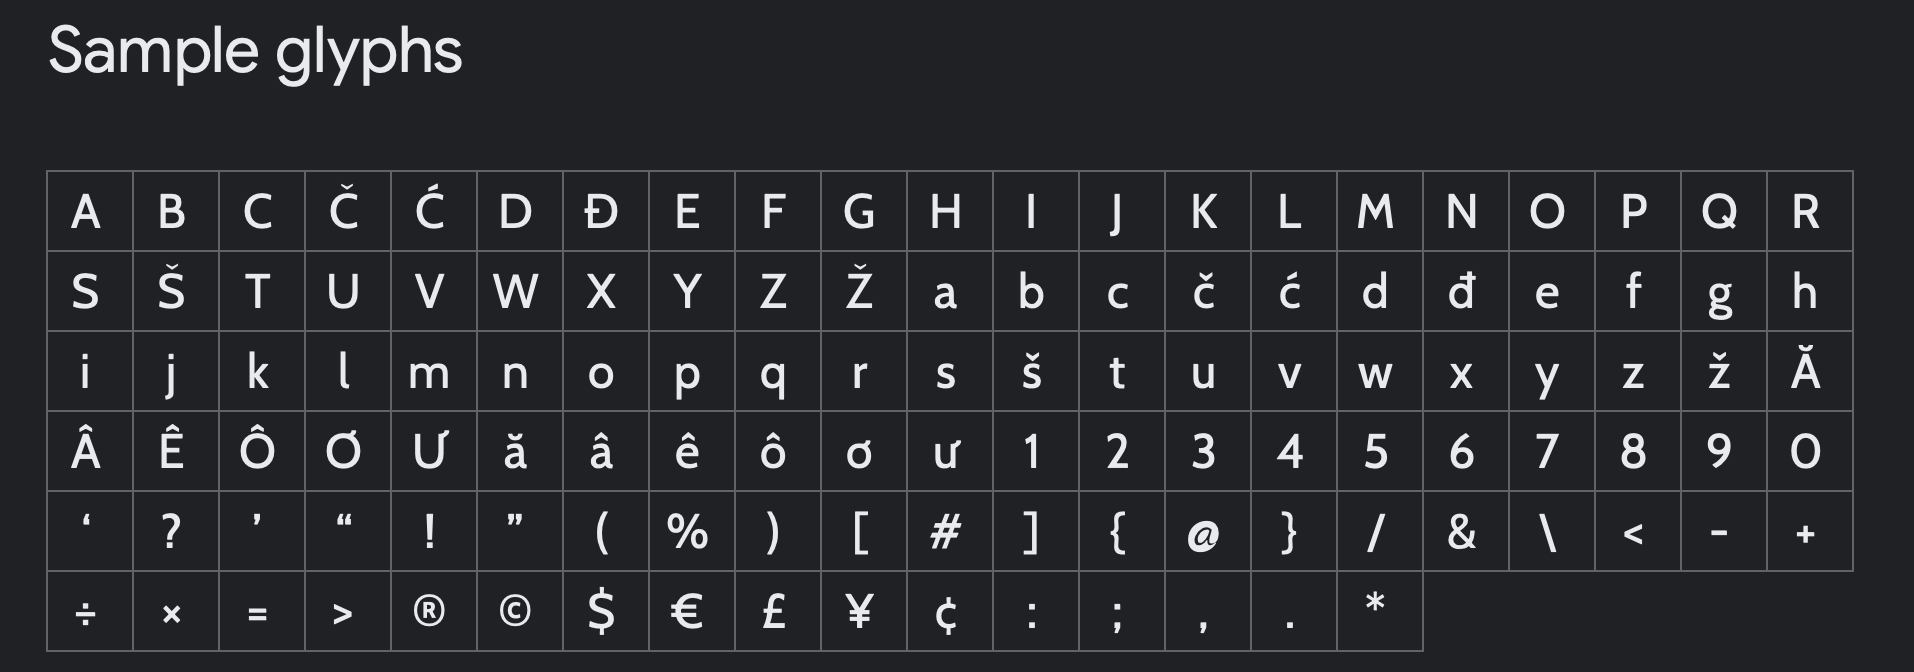 Sample glyphs
A B C Č Ć D Đ E F G H I J K L M N O P Q R
S Š T U V W X Y Z Ž a b c č ć d đ e f g h
i j k l m n o p q r s š t u v w x y z ž Ă
Â Ê Ô Ơ Ư ă â ê ô ơ ư 1 2 3 4 5 6 7 8 9 0
‘ ? ’ “ ! ” ( % ) [ # ] { @ } / & \ < - +
÷ × = > ® © $ € £ ¥ ¢ : ; , . *